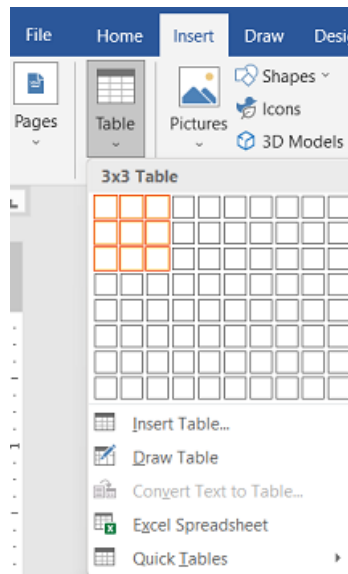 File Home Insert Draw Desi
Pages Table Pictures Shapes
Icons
3D Models
3x3 Table
Insert Table...
Draw Table
Convert Text to Table...
Excel Spreadsheet
Quick Tables
1